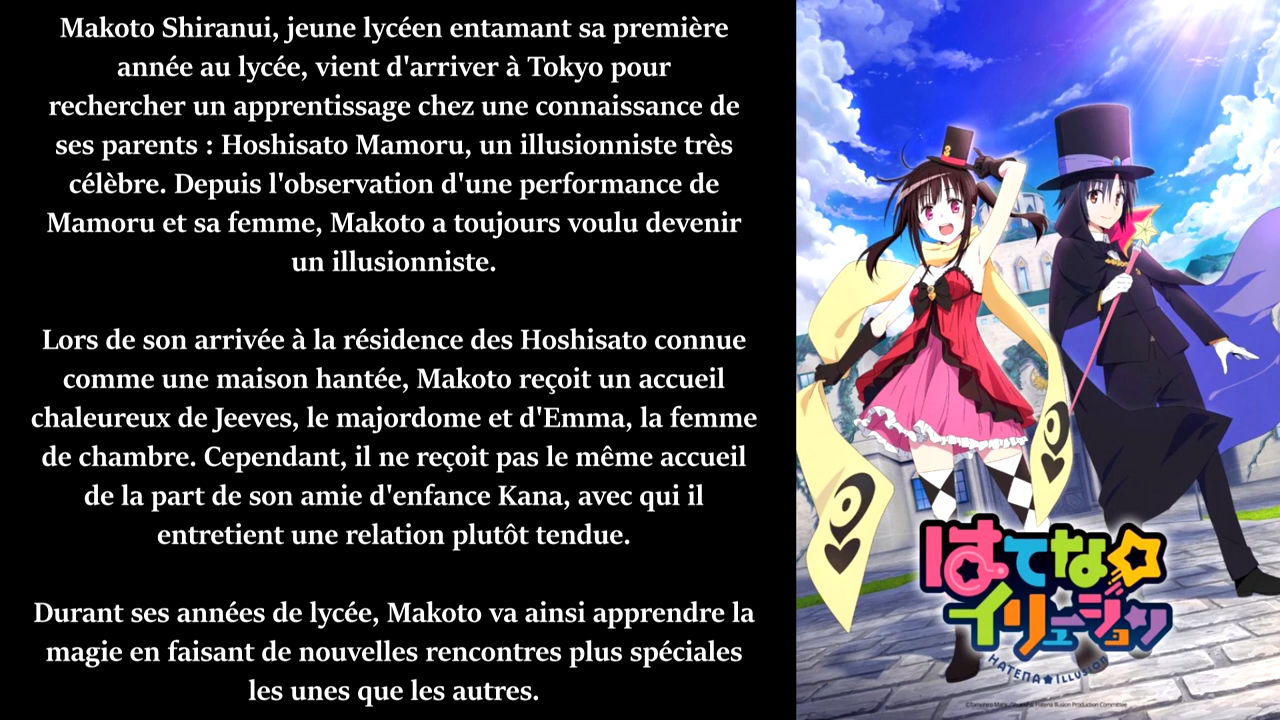 Makoto Shiranui, jeune lycéen entamant sa première
année au lycée, vient d'arriver à Tokyo pour
rechercher un apprentissage chez une connaissance de
ses parents : Hoshisato Mamoru, un illusionniste très
célèbre. Depuis l'observation d'une performance de
Mamoru et sa femme, Makoto a toujours voulu devenir
un illusionniste.
Lors de son arrivée à la résidence des Hoshisato connue
comme une maison hantée, Makoto reçoit un accueil
chaleureux de Jeeves, le majordome et d'Emma, la femme
de chambre. Cependant, il ne reçoit pas le même accueil
de la part de son amie d'enfance Kana, avec qui il
entretient une relation plutôt tendue.
Durant ses années de lycée, Makoto va ainsi apprendre la
magie en faisant de nouvelles rencontres plus spéciales
les unes que les autres.
はてな☆
イリュージョン
HATENA★ILLUSION